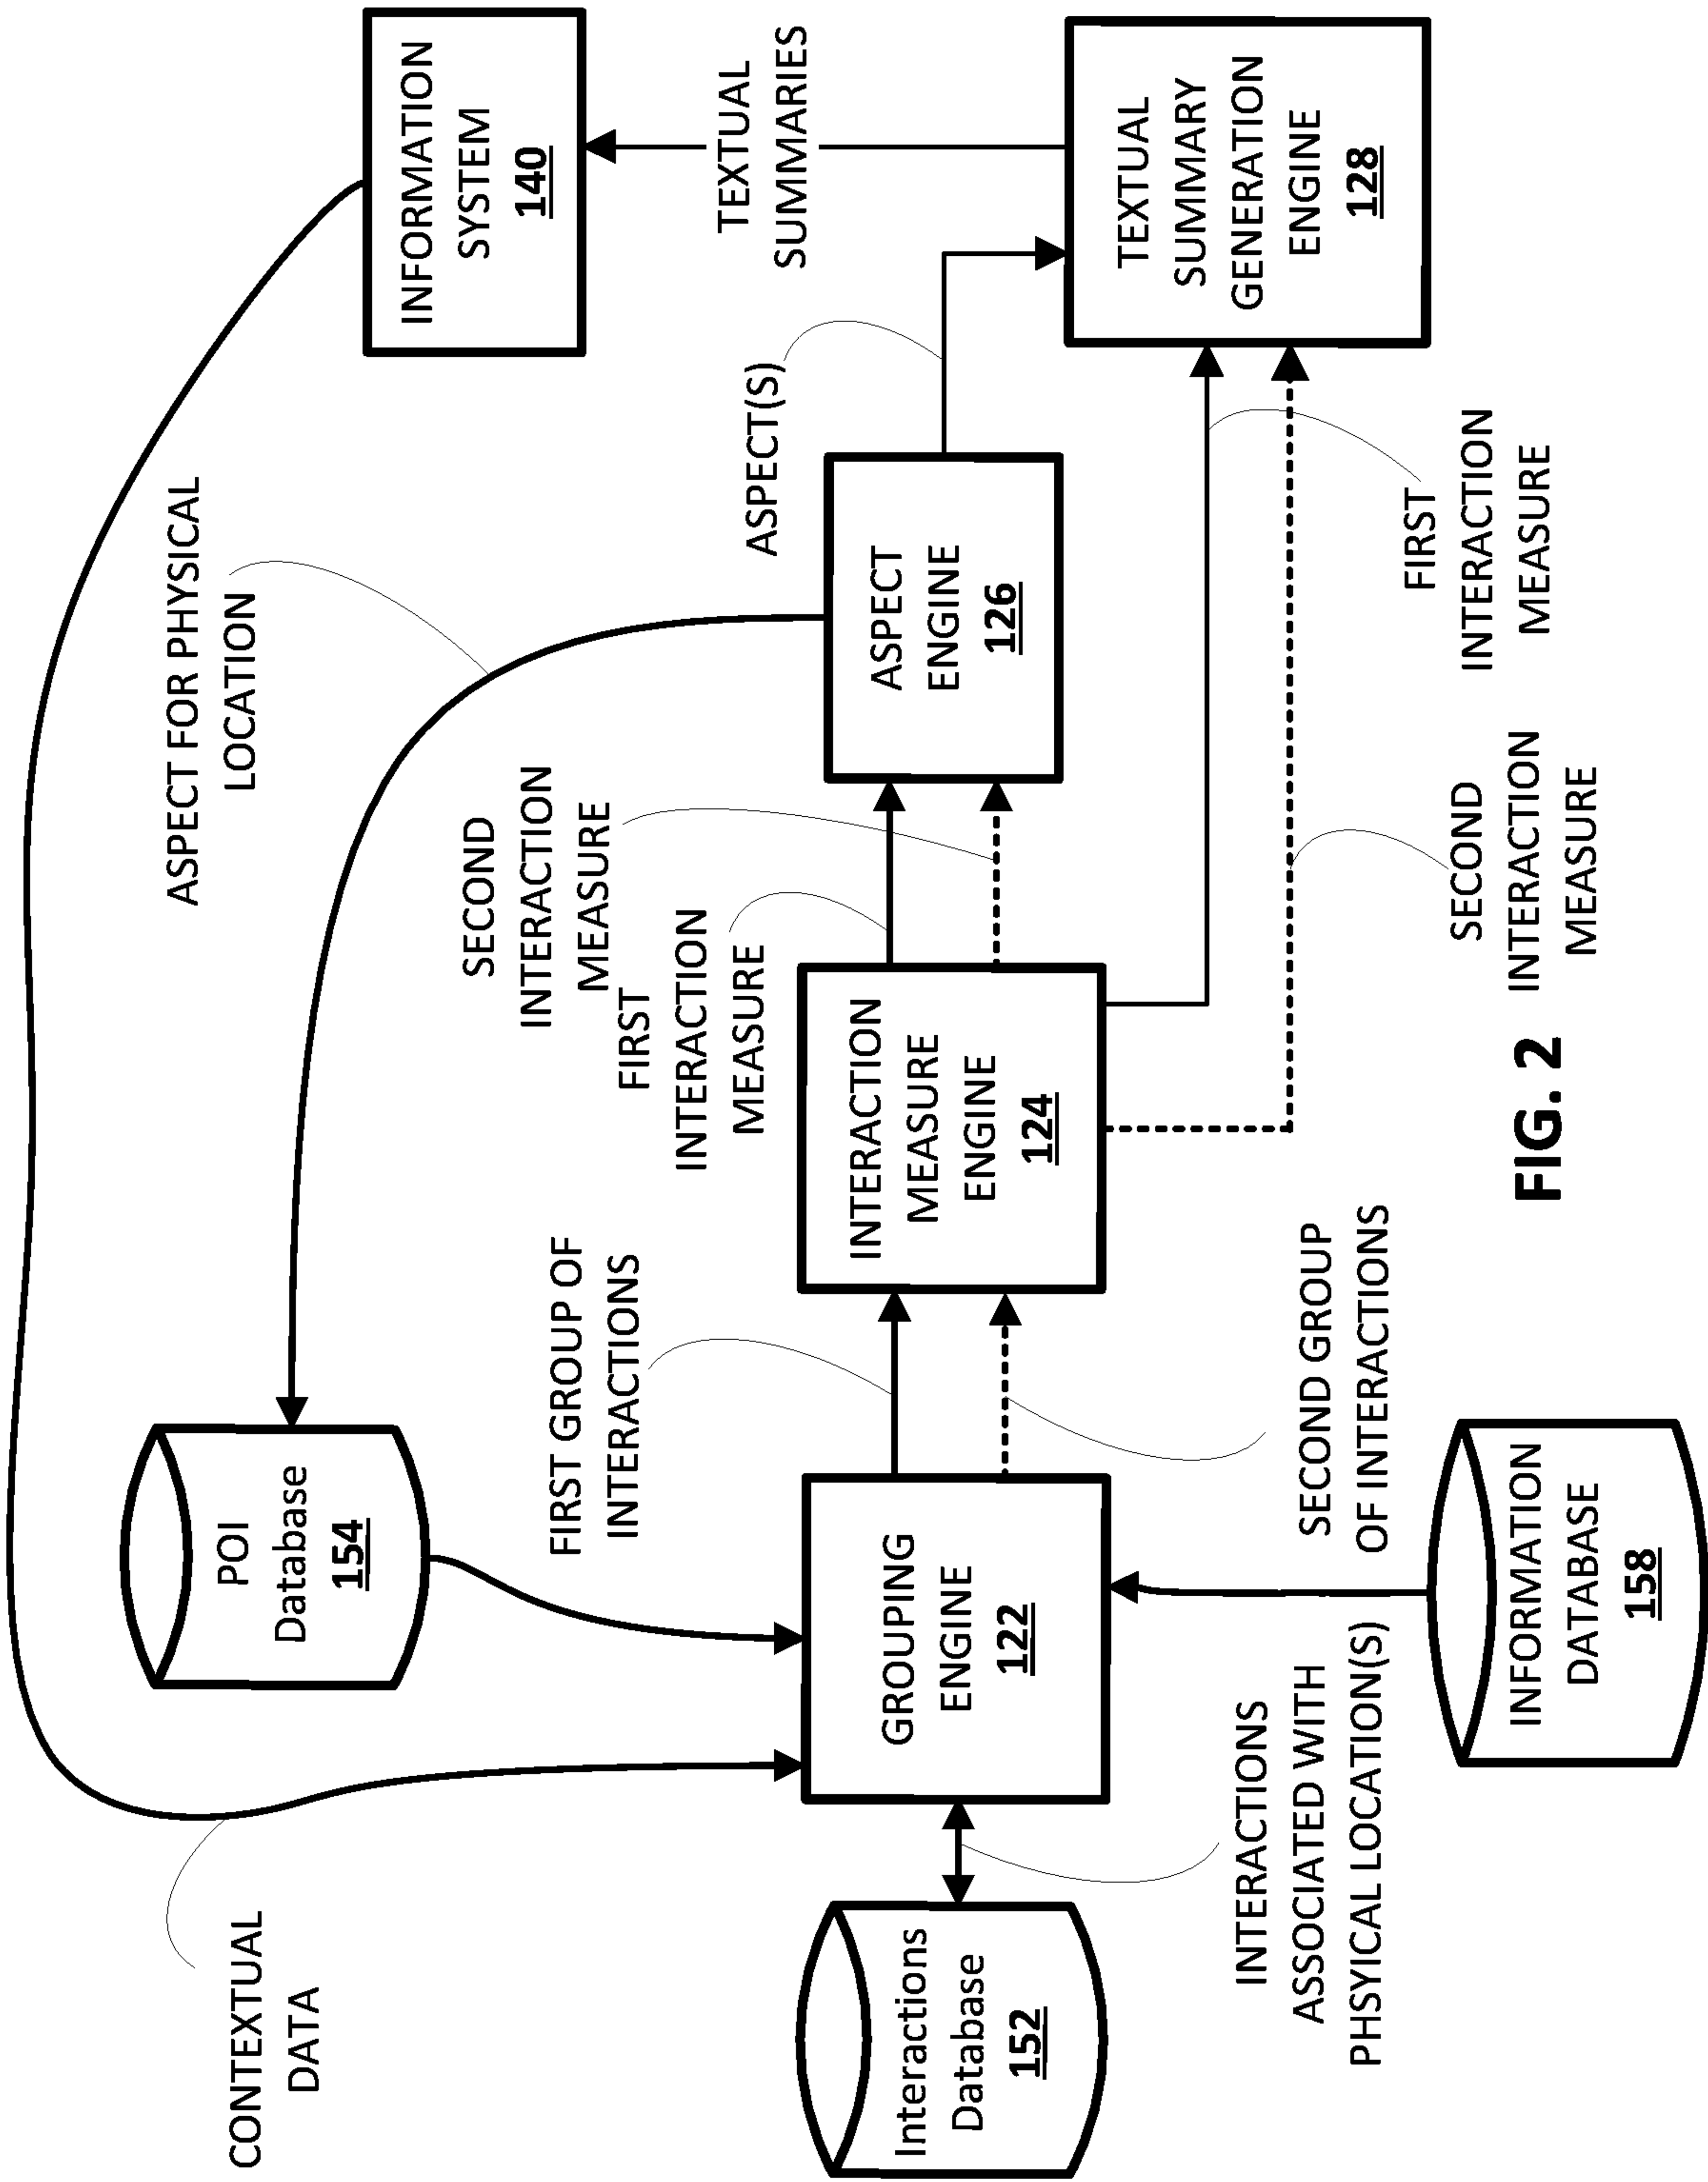 CONTEXTUAL
DATA
ASPECT FOR PHYSICAL
LOCATION
INFORMATION
SYSTEM
140
POI
Database
154
FIRST GROUP OF
INTERACTIONS
SECOND
INTERACTION
MEASURE
FIRST
INTERACTION
MEASURE
ASPECT(S)
TEXTUAL
SUMMARIES
Interactions
Database
152
GROUPING
ENGINE
122
INTERACTION
MEASURE
ENGINE
124
ASPECT
ENGINE
126
TEXTUAL
SUMMARY
GENERATION
ENGINE
128
INTERACTIONS
ASSOCIATED WITH
PHSYICAL LOCATION(S)
SECOND GROUP
OF INTERACTIONS
SECOND
INTERACTION
MEASURE
FIRST
INTERACTION
MEASURE
INFORMATION
DATABASE
158
FIG. 2